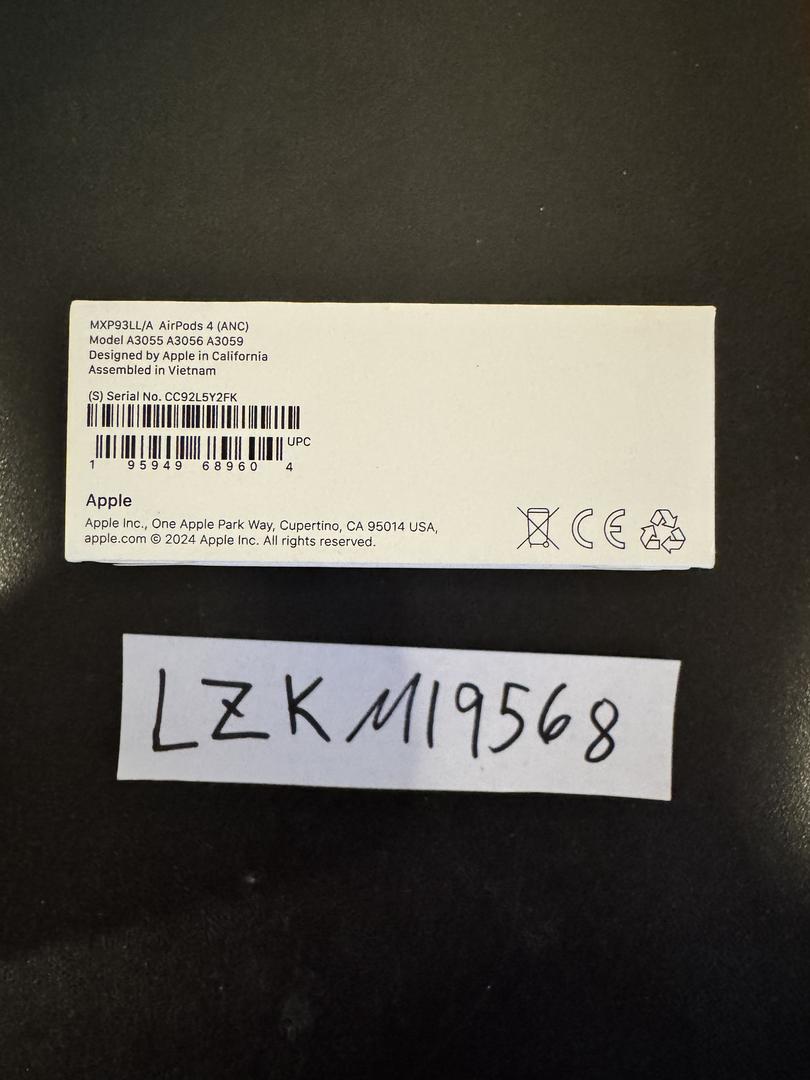 MXP93LL/A AirPods 4 (ANC)
Model A3055 A3056 A3059
Designed by Apple in California
Assembled in Vietnam
(S) Serial No. CC92L5Y2FK
UPC
1 95949 68960 4
Apple
Apple Inc., One Apple Park Way, Cupertino, CA 95014 USA,
apple.com © 2024 Apple Inc. All rights reserved.
CE
LZKM19568